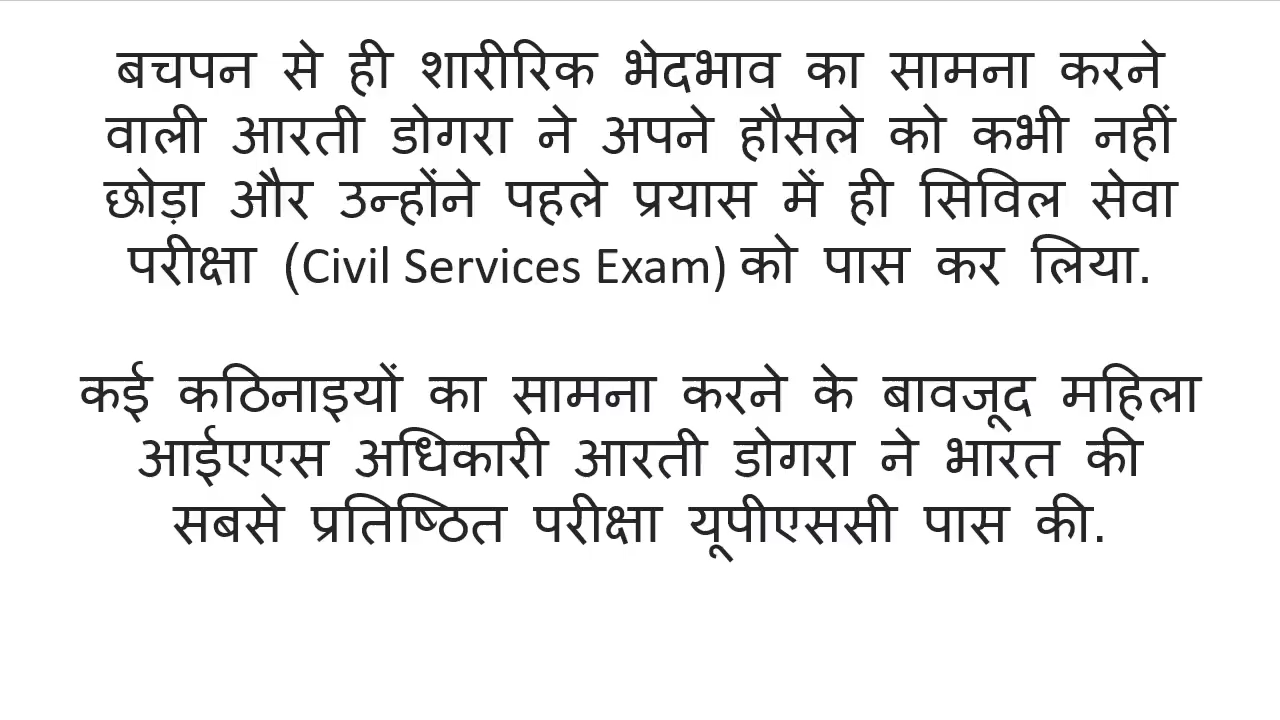 बचपन से ही शारीरिक भेदभाव का सामना करने
वाली आरती डोगरा ने अपने हौसले को कभी नहीं
छोड़ा और उन्होंने पहले प्रयास में ही सिविल सेवा
परीक्षा (Civil Services Exam) को पास कर लिया.
कई कठिनाइयों का सामना करने के बावजूद महिला
आईएएस अधिकारी आरती डोगरा ने भारत की
सबसे प्रतिष्ठित परीक्षा यूपीएससी पास की.